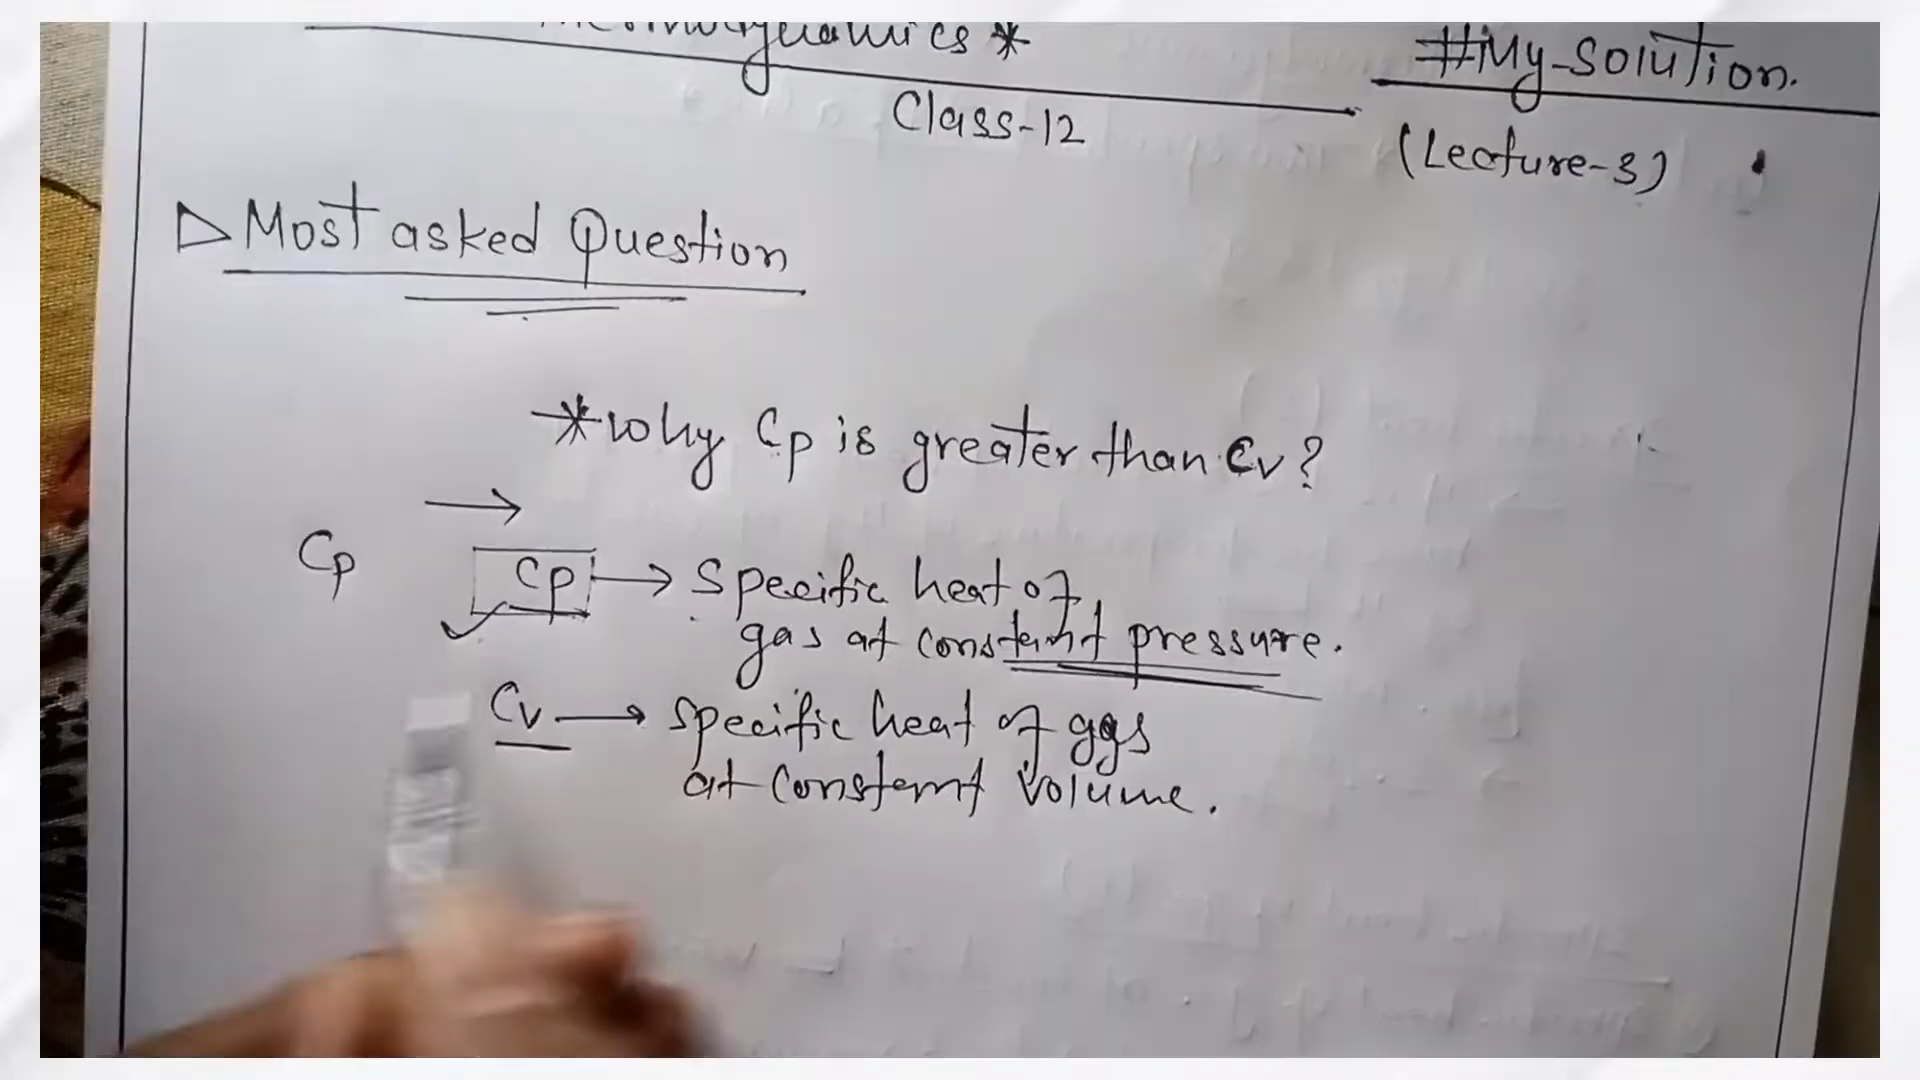 Thermodynamics *
#My-Solution.
Class-12
(Lecture-3)
▷ Most asked Question
* Why Cp is greater than Cv?
→
Cp
Cp → Specific heat of
gas at constant pressure.
Cv → Specific heat of gas
at constant volume.